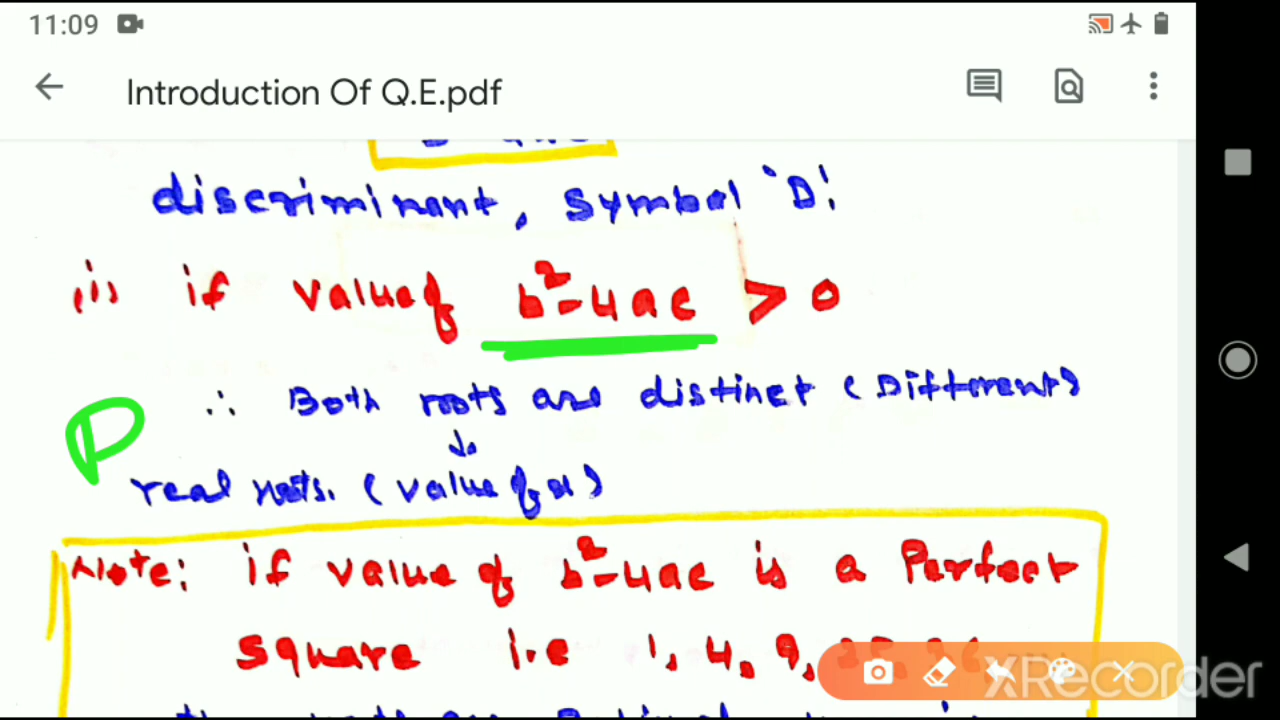 11:09
Introduction Of Q.E.pdf
discriminant, symbol 'D'
(i) if value of b²-4ac > 0
∴ Both roots are distinct (Different)
D
↓
real roots. (value of x)
Note: if value of b²-4ac is a Perfect
square i.e 1, 4, 9,
XRecorder